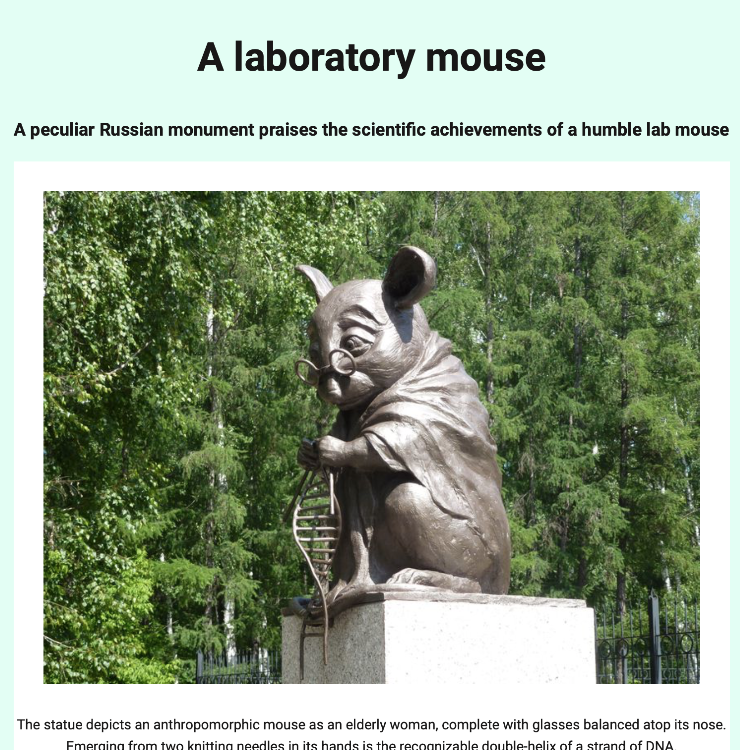 A laboratory mouse
A peculiar Russian monument praises the scientific achievements of a humble lab mouse
The statue depicts an anthropomorphic mouse as an elderly woman, complete with glasses balanced atop its nose.
Emerging from two knitting needles in its hands is the recognizable double-helix of a strand of DNA.